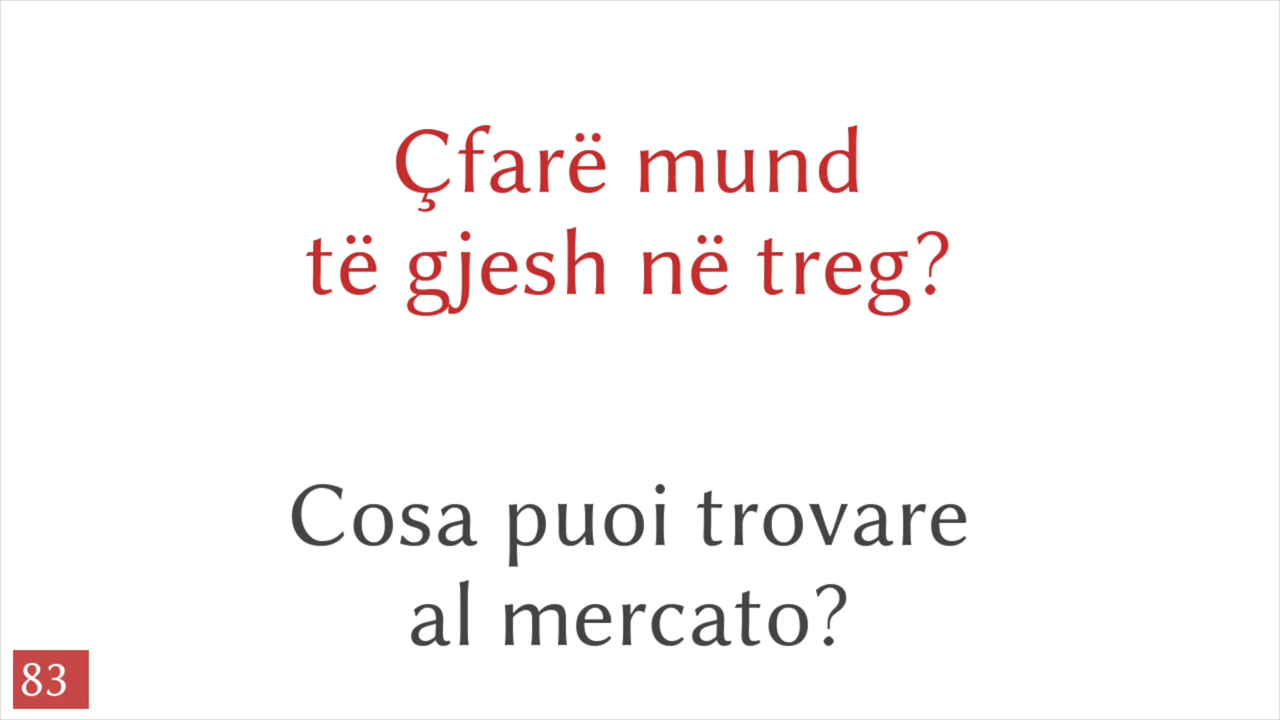 Çfarë mund
të gjesh në treg?
Cosa puoi trovare
al mercato?
83